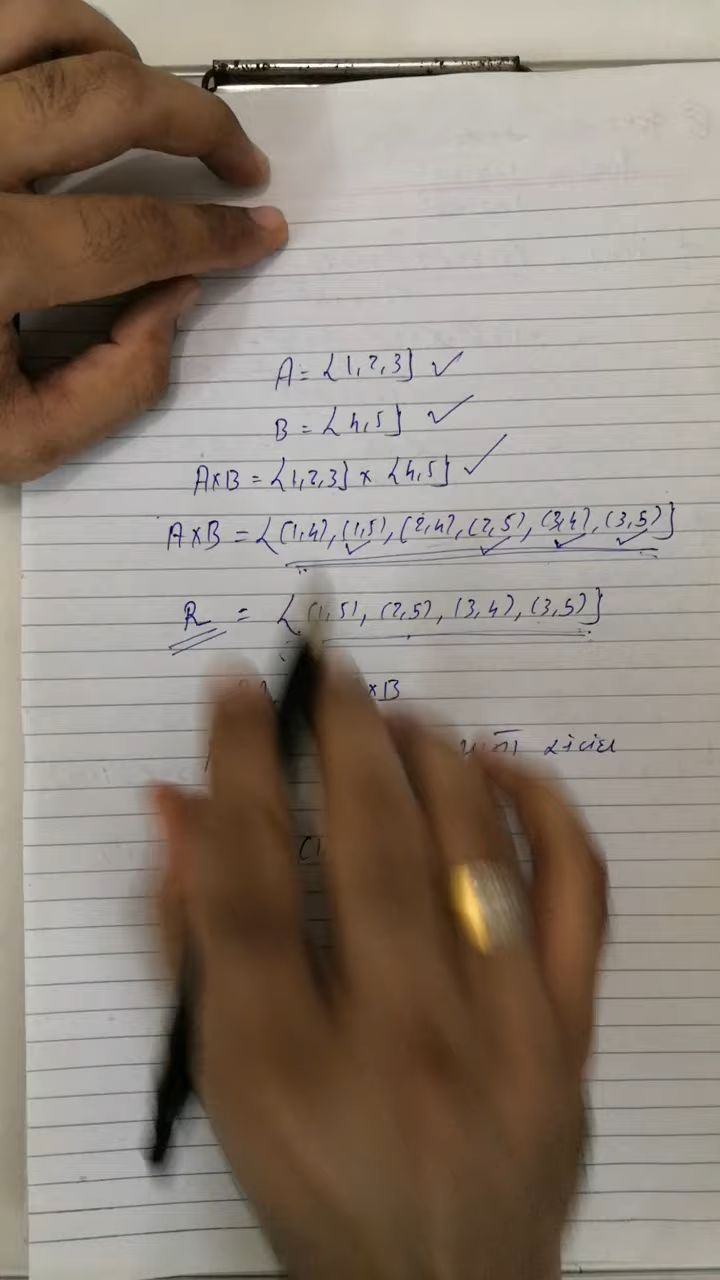 A = {1,2,3} ✓
B = {4,5} ✓
A×B = {1,2,3} × {4,5} ✓
A×B = {(1,4), (1,5), (2,4), (2,5), (3,4), (3,5)}
R = {(1,5), (2,5), (3,4), (3,5)}
×B
(1